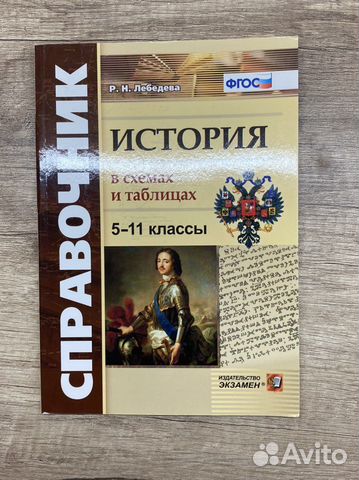 СПРАВОЧНИК
Р. Н. Лебедева
ФГОС
ИСТОРИЯ
в схемах
и таблицах
5–11 классы
ИЗДАТЕЛЬСТВО
ЭКЗАМЕН®
Avito